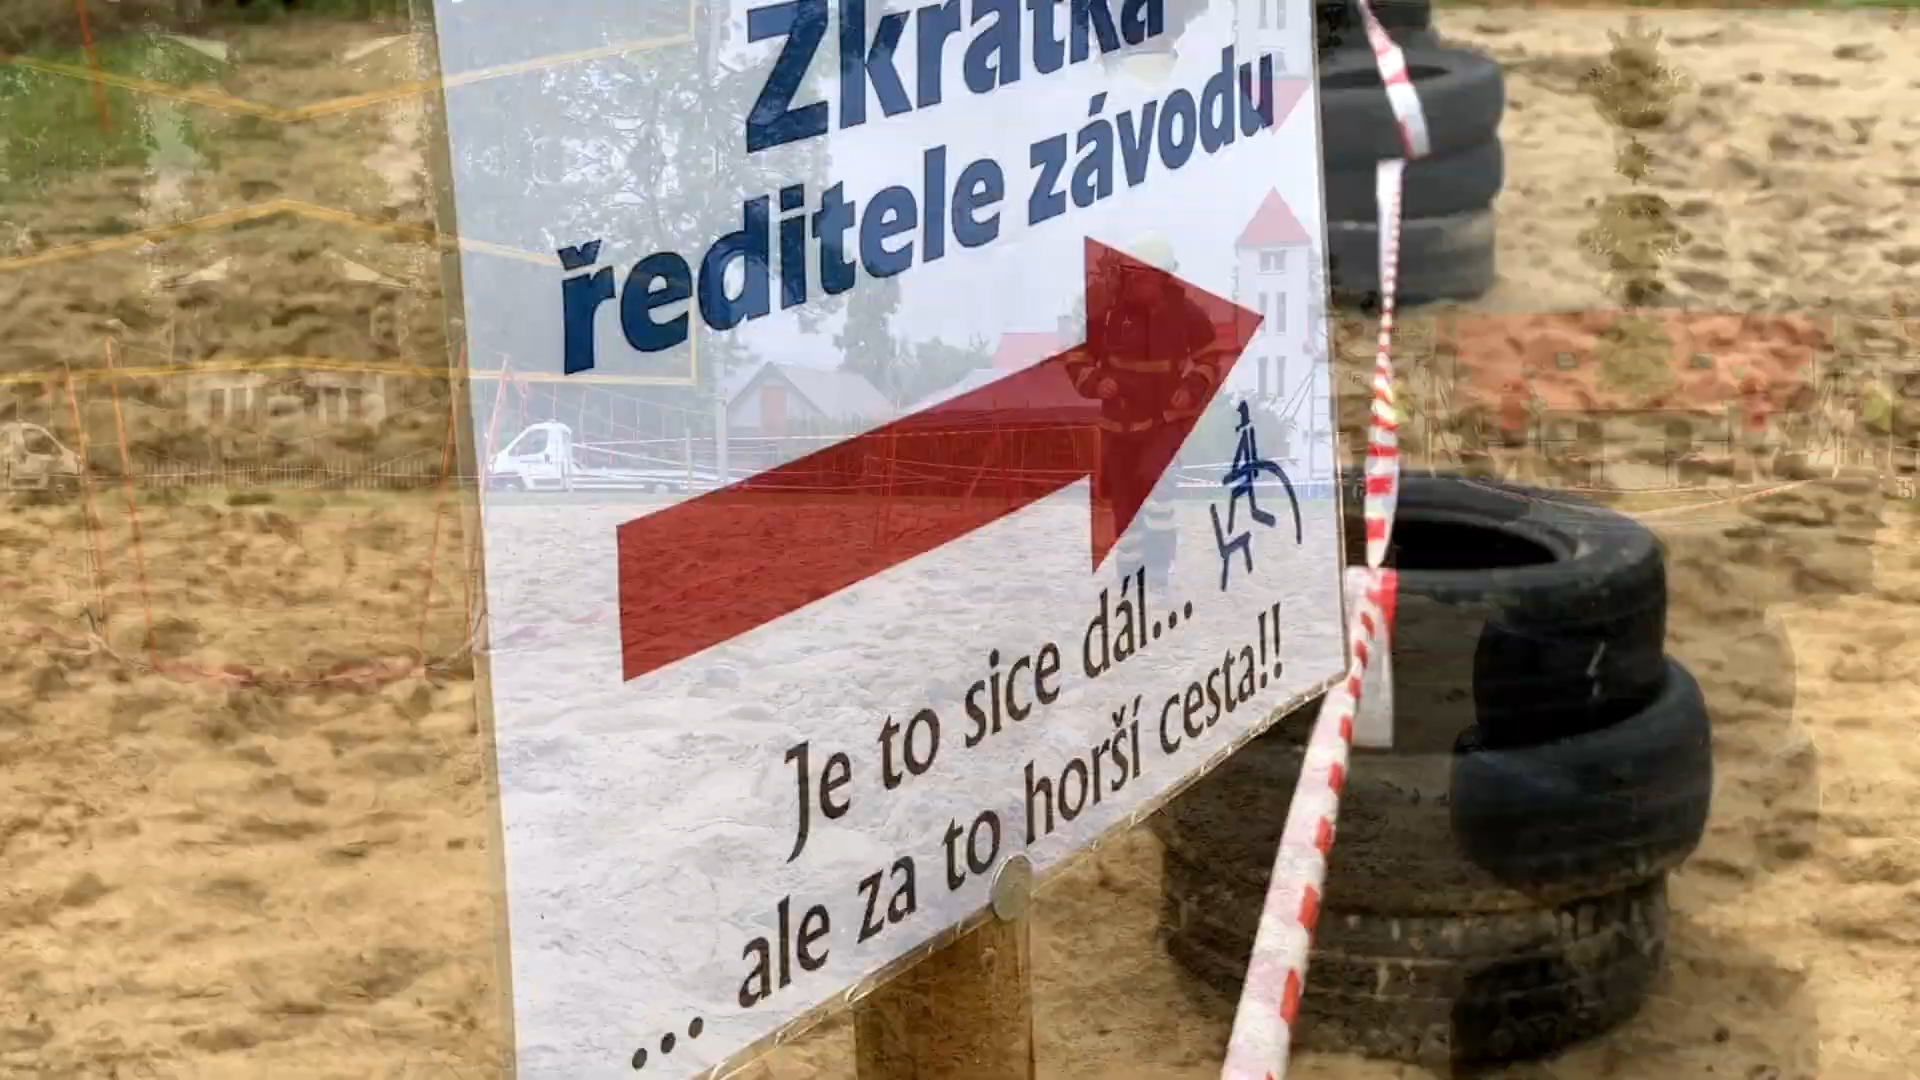 Zkratka
ředitele závodu
Je to sice dál...
... ale za to horší cesta!!